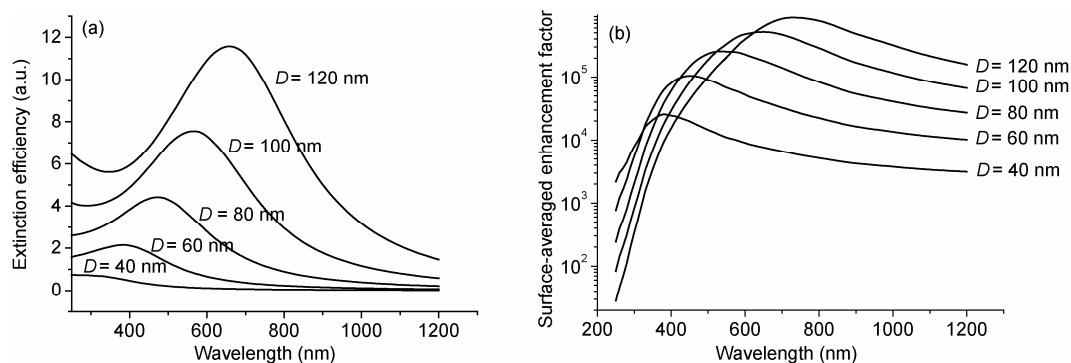 (a)
Extinction efficiency (a.u.)
12
10
8
6
4
2
0
D = 120 nm
D = 100 nm
D = 80 nm
D = 60 nm
D = 40 nm
400 600 800 1000 1200
Wavelength (nm)
(b)
Surface-averaged enhancement factor
10^5
10^4
10^3
10^2
D = 120 nm
D = 100 nm
D = 80 nm
D = 60 nm
D = 40 nm
200 400 600 800 1000 1200
Wavelength (nm)